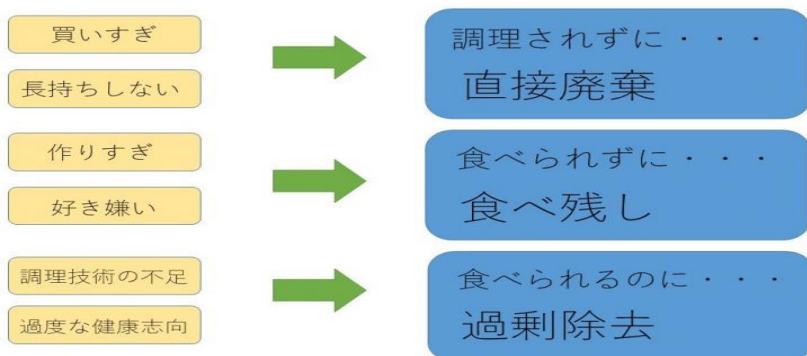 買いすぎ
長持ちしない
調理されずに・・・
直接廃棄
作りすぎ
好き嫌い
食べられずに・・・
食べ残し
調理技術の不足
過度な健康志向
食べられるのに・・・
過剰除去